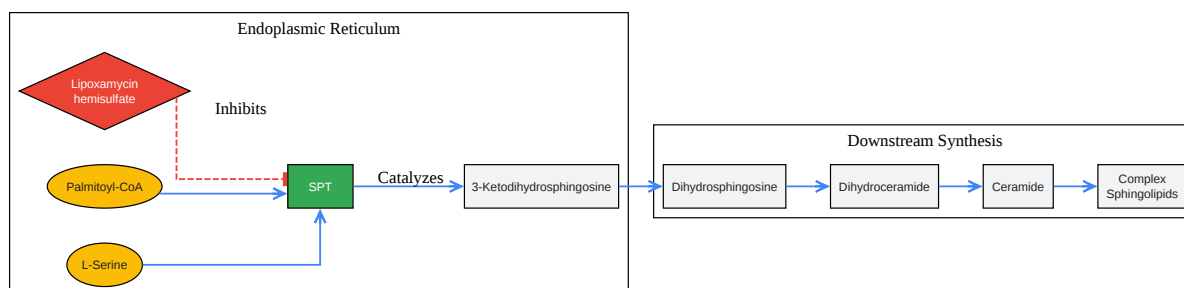 Endoplasmic Reticulum
Lipoxamycin
hemisulfate
Inhibits
Downstream Synthesis
Palmitoyl-CoA
SPT
Catalyzes
3-Ketodihydrosphingosine
Dihydrosphingosine
Dihydroceramide
Ceramide
Complex
Sphingolipids
L-Serine